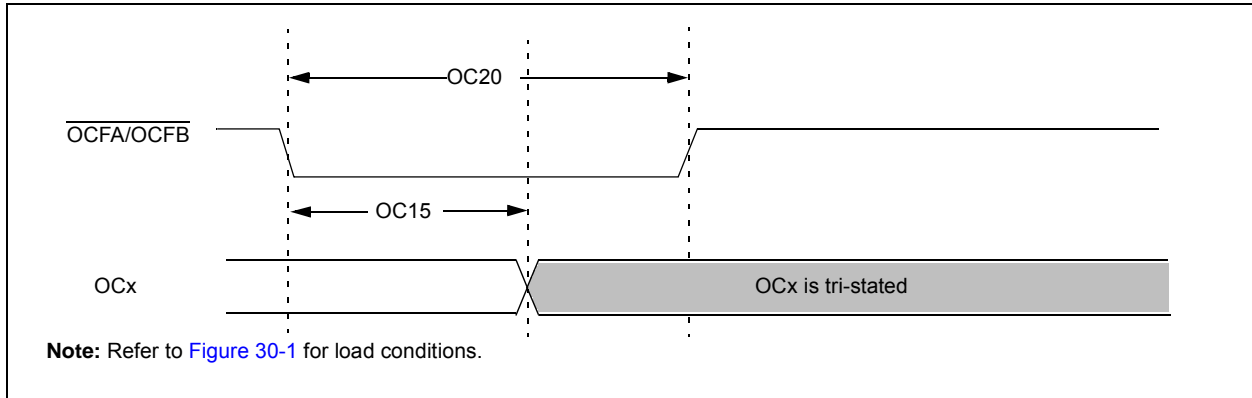 OC20
OCFA/OCFB
OC15
OCx
OCx is tri-stated
Note: Refer to Figure 30-1 for load conditions.